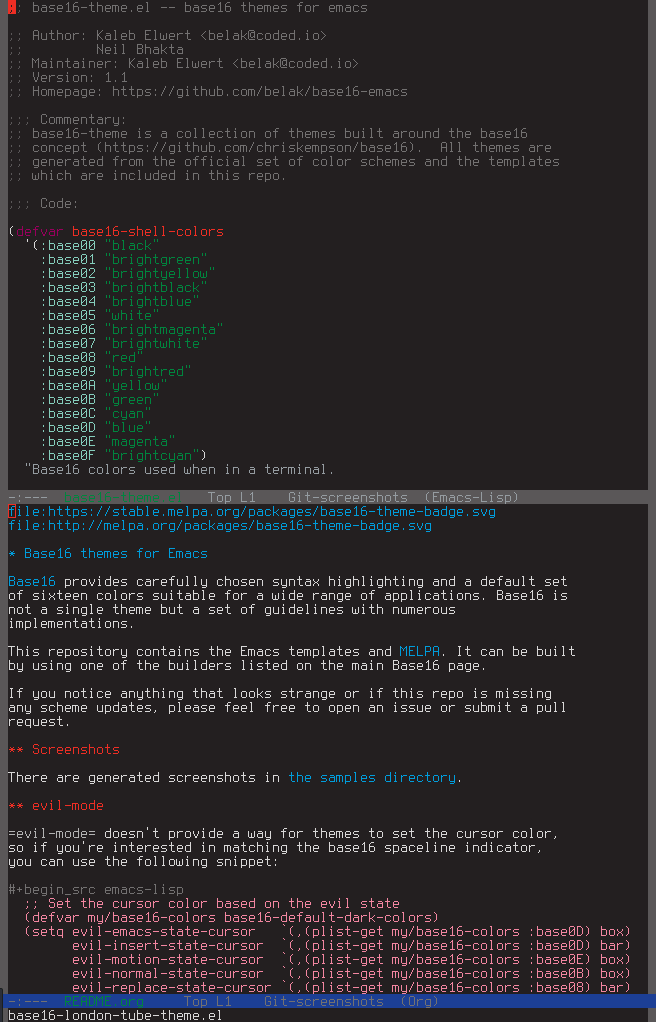 ;; base16-theme.el -- base16 themes for emacs
;; Author: Kaleb Elwert <belak@coded.io>
;;         Neil Bhakta
;; Maintainer: Kaleb Elwert <belak@coded.io>
;; Version: 1.1
;; Homepage: https://github.com/belak/base16-emacs
;;; Commentary:
;; base16-theme is a collection of themes built around the base16
;; concept (https://github.com/chriskempson/base16).  All themes are
;; generated from the official set of color schemes and the templates
;; which are included in this repo.
;;; Code:
(defvar base16-shell-colors
  '(:base00 "black"
    :base01 "brightgreen"
    :base02 "brightyellow"
    :base03 "brightblack"
    :base04 "brightblue"
    :base05 "white"
    :base06 "brightmagenta"
    :base07 "brightwhite"
    :base08 "red"
    :base09 "brightred"
    :base0A "yellow"
    :base0B "green"
    :base0C "cyan"
    :base0D "blue"
    :base0E "magenta"
    :base0F "brightcyan")
  "Base16 colors used when in a terminal.
-:---  Top L1    Git-screenshots  (Emacs-Lisp)
file:https://stable.melpa.org/packages/base16-theme-badge.svg
file:http://melpa.org/packages/base16-theme-badge.svg
* Base16 themes for Emacs
Base16 provides carefully chosen syntax highlighting and a default set
of sixteen colors suitable for a wide range of applications. Base16 is
not a single theme but a set of guidelines with numerous
implementations.
This repository contains the Emacs templates and MELPA. It can be built
by using one of the builders listed on the main Base16 page.
If you notice anything that looks strange or if this repo is missing
any scheme updates, please feel free to open an issue or submit a pull
request.
** Screenshots
There are generated screenshots in the samples directory.
** evil-mode
=evil-mode= doesn't provide a way for themes to set the cursor color,
so if you're interested in matching the base16 spaceline indicator,
you can use the following snippet:
#+begin_src emacs-lisp
  ;; Set the cursor color based on the evil state
  (defvar my/base16-colors base16-default-dark-colors)
  (setq evil-emacs-state-cursor   `(,(plist-get my/base16-colors :base0D) box)
        evil-insert-state-cursor  `(,(plist-get my/base16-colors :base0D) bar)
        evil-motion-state-cursor  `(,(plist-get my/base16-colors :base0E) box)
        evil-normal-state-cursor  `(,(plist-get my/base16-colors :base0B) box)
        evil-replace-state-cursor `(,(plist-get my/base16-colors :base08) bar)
-:---  README.org     Top L1    Git-screenshots  (Org)
base16-london-tube-theme.el